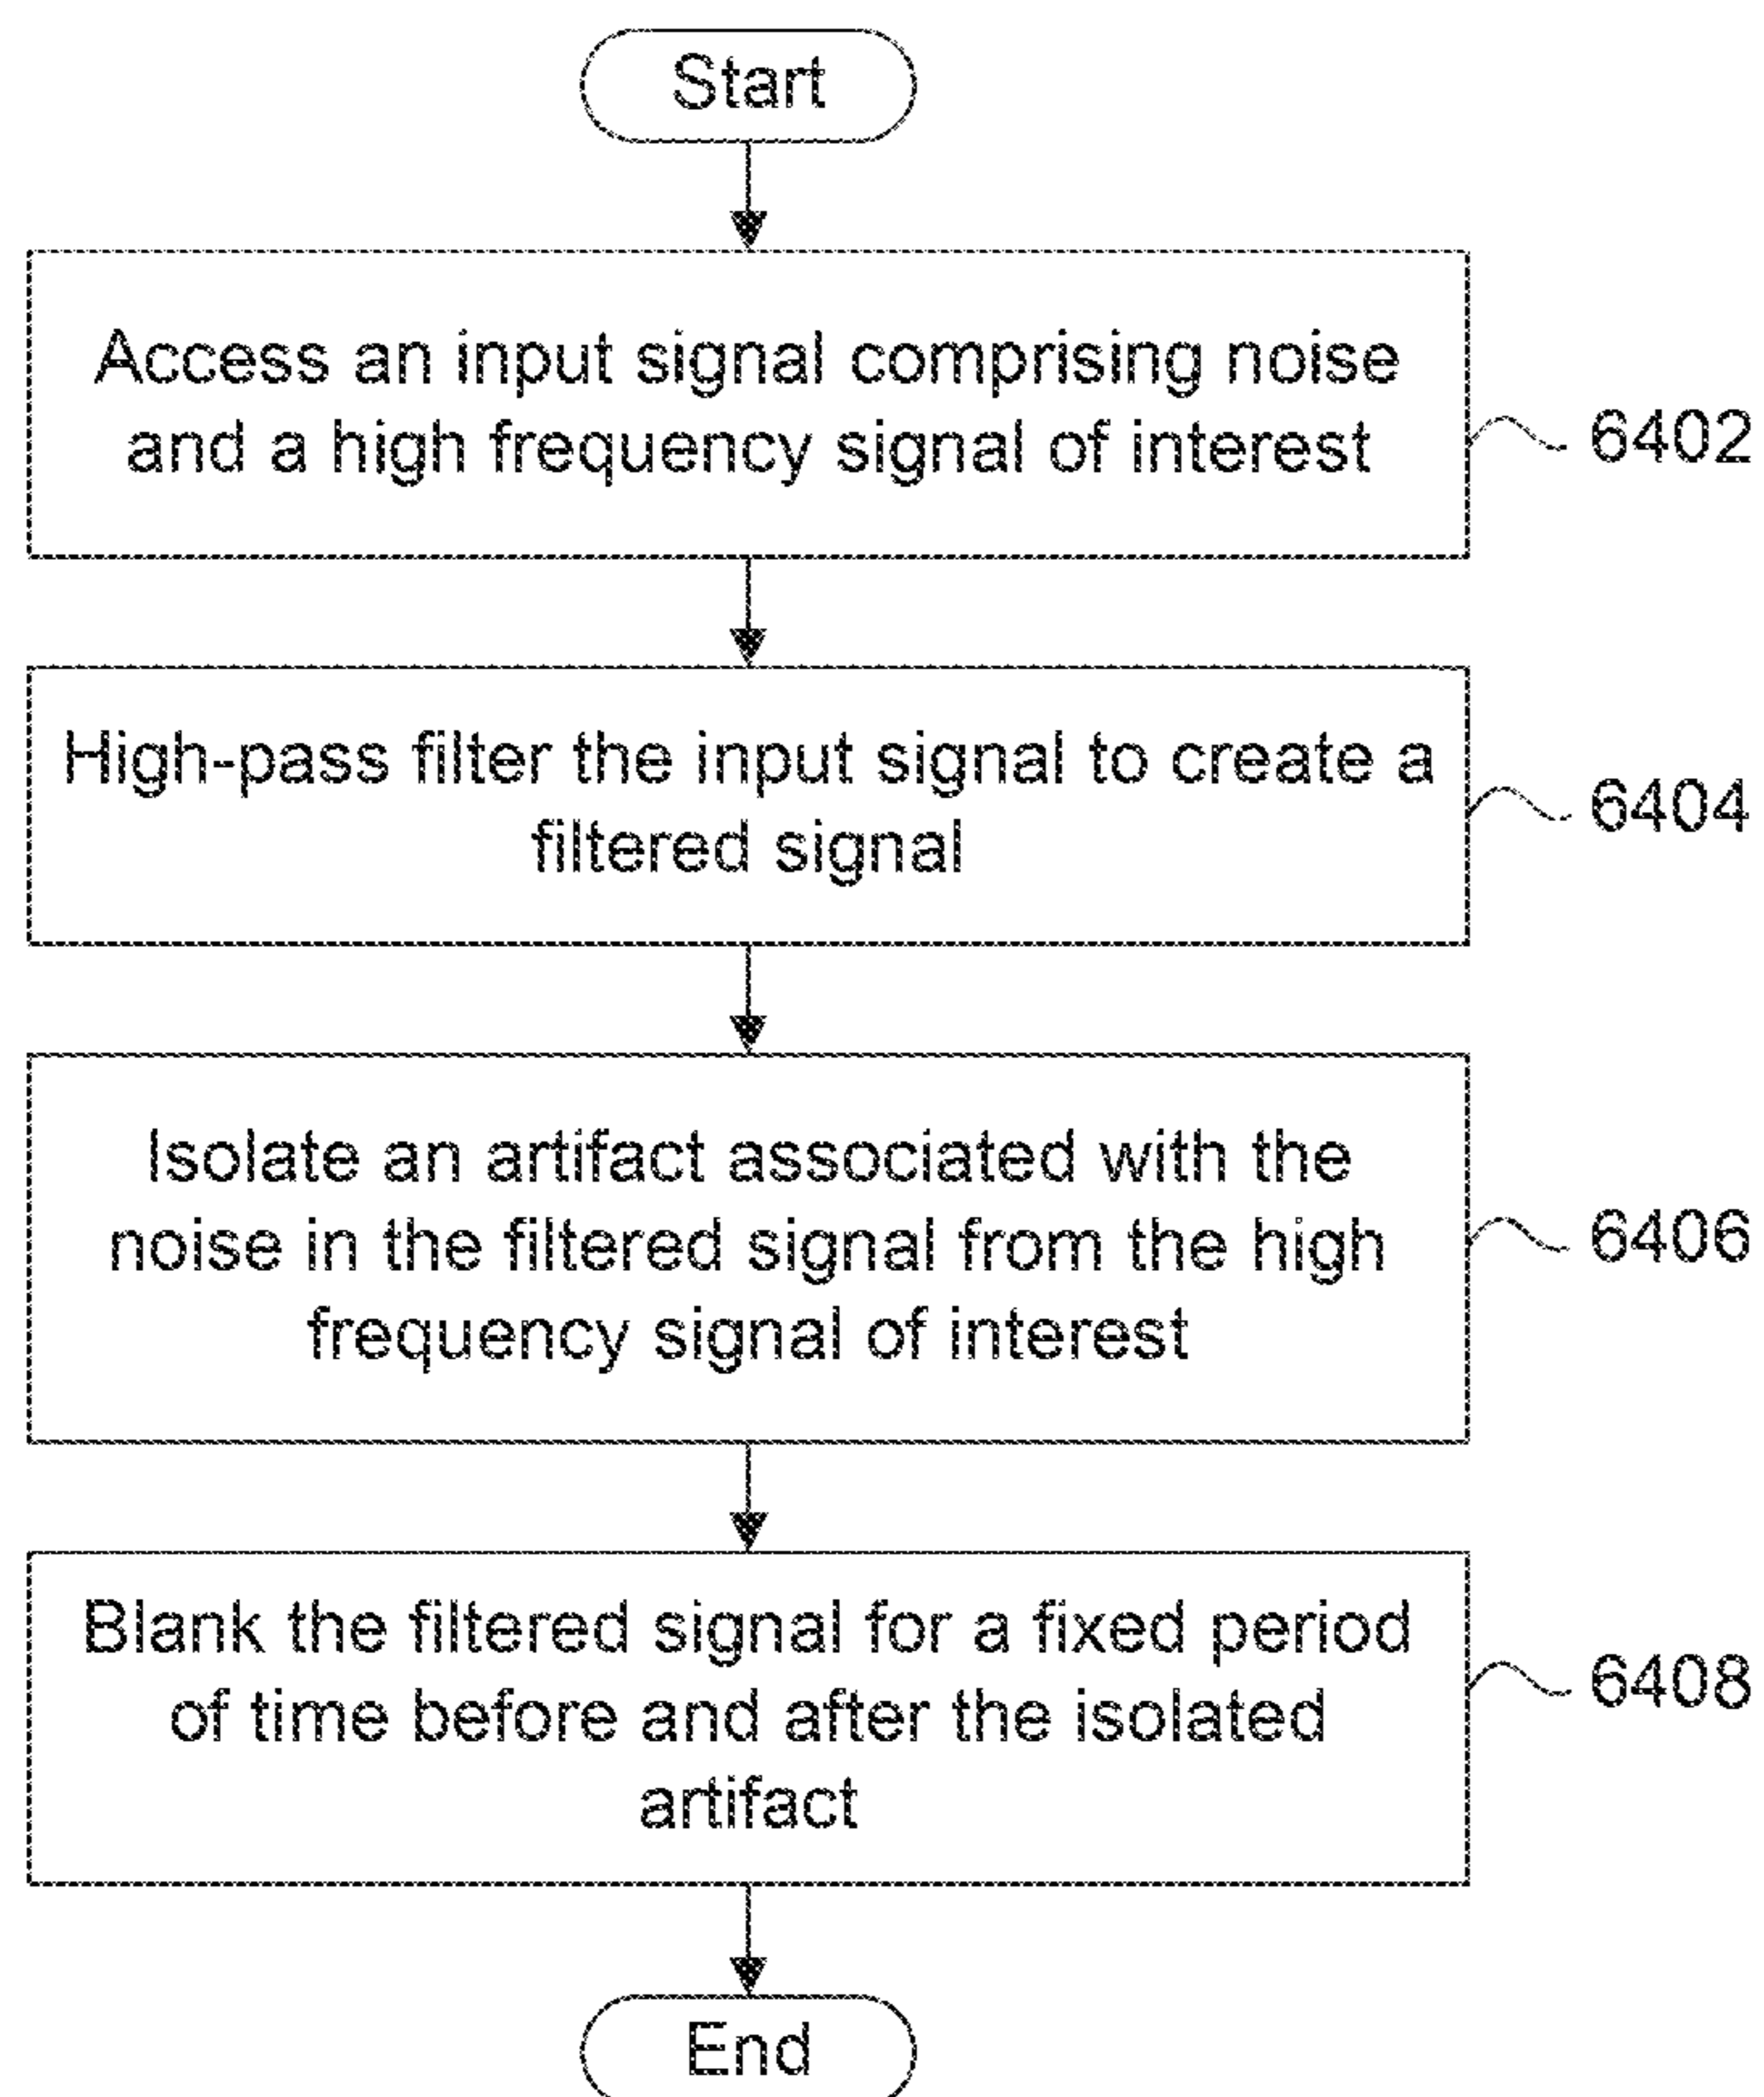 Start
Access an input signal comprising noise
and a high frequency signal of interest
6402
High-pass filter the input signal to create a
filtered signal
6404
Isolate an artifact associated with the
noise in the filtered signal from the high
frequency signal of interest
6406
Blank the filtered signal for a fixed period
of time before and after the isolated
artifact
6408
End